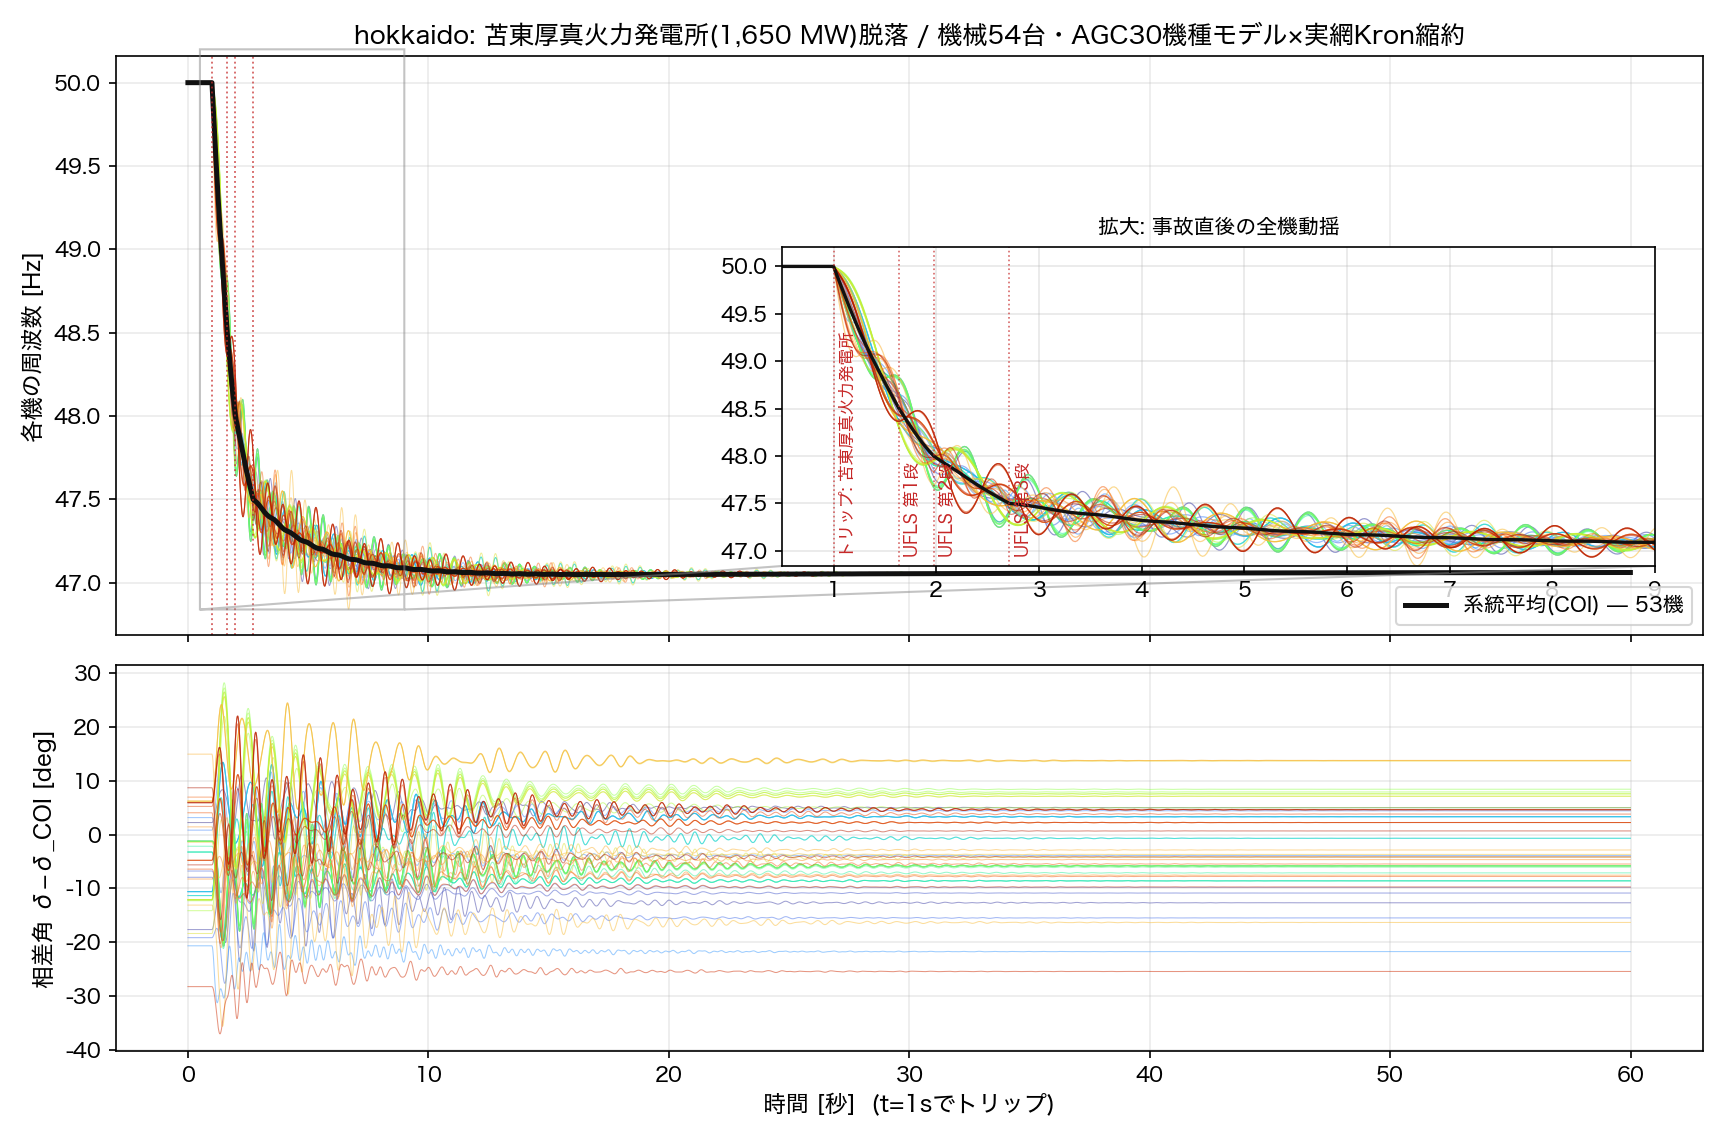 hokkaido: 苫東厚真火力発電所(1,650 MW)脱落 / 機械54台・AGC30機種モデル×実網Kron縮約
各機の周波数 [Hz]
50.0
49.5
49.0
48.5
48.0
47.5
47.0
拡大: 事故直後の全機動揺
50.0
49.5
49.0
48.5
48.0
47.5
47.0
トリップ: 苫東厚真火力発電所
UFLS 第1段
UFLS 第2段
UFLS 第3段
1 2 3 4 5 6 7 8 9
系統平均(COI) — 53機
相差角 δ − δ_COI [deg]
30
20
10
0
-10
-20
-30
-40
0 10 20 30 40 50 60
時間 [秒] (t=1sでトリップ)